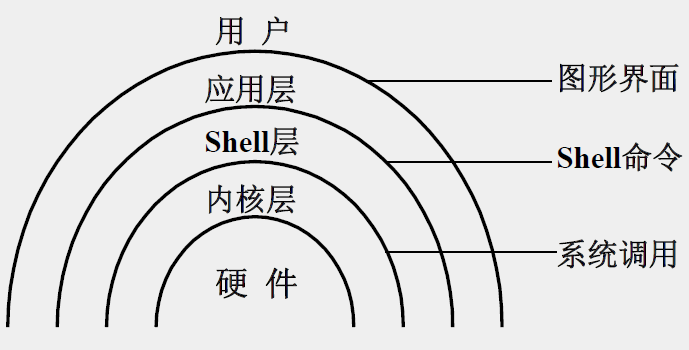 用 户
应用层
图形界面
Shell层
Shell命令
内核层
系统调用
硬 件